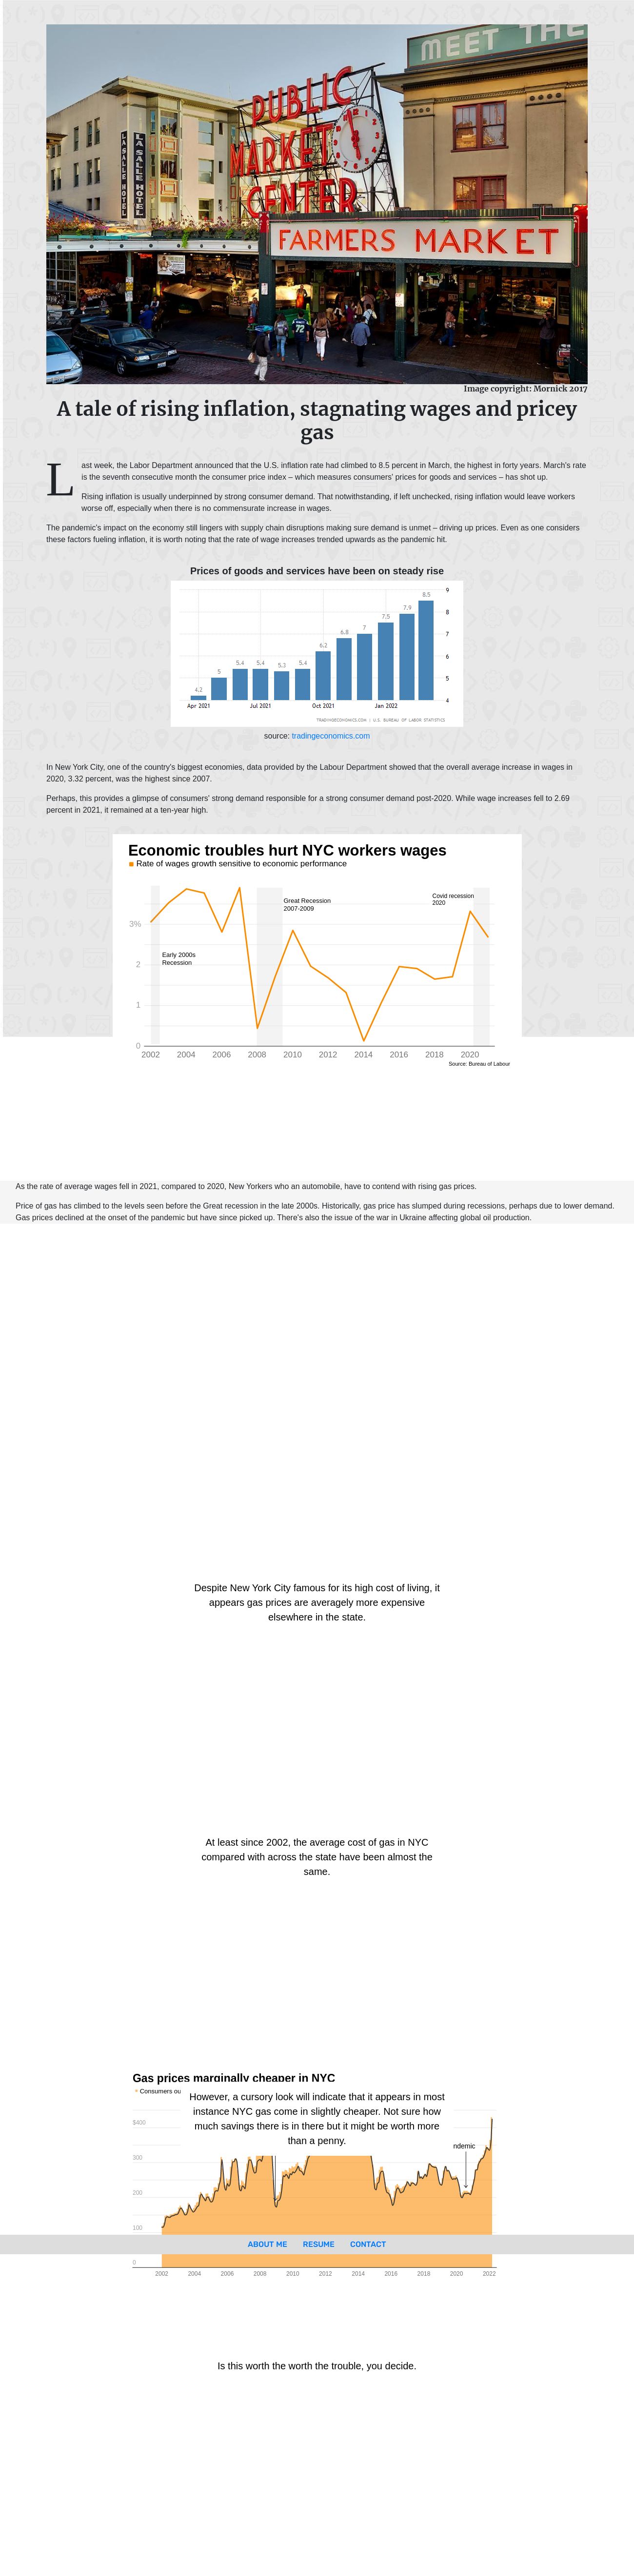 MEET THE
PUBLIC
MARKET
CENTER
LA SALLE HOTEL
LA SALLE HOTEL
FARMERS MARKET
72
Image copyright: Mornick 2017
A tale of rising inflation, stagnating wages and pricey
gas
Last week, the Labor Department announced that the U.S. inflation rate had climbed to 8.5 percent in March, the highest in forty years. March's rate
is the seventh consecutive month the consumer price index – which measures consumers' prices for goods and services – has shot up.
Rising inflation is usually underpinned by strong consumer demand. That notwithstanding, if left unchecked, rising inflation would leave workers
worse off, especially when there is no commensurate increase in wages.
The pandemic's impact on the economy still lingers with supply chain disruptions making sure demand is unmet – driving up prices. Even as one considers
these factors fueling inflation, it is worth noting that the rate of wage increases trended upwards as the pandemic hit.
Prices of goods and services have been on steady rise
4.2 5 5.4 5.4 5.3 5.4 6.2 6.8 7 7.5 7.9 8.5
9
8
7
6
5
4
Apr 2021 Jul 2021 Oct 2021 Jan 2022
TRADINGECONOMICS.COM | U.S. BUREAU OF LABOR STATISTICS
source: tradingeconomics.com
In New York City, one of the country's biggest economies, data provided by the Labour Department showed that the overall average increase in wages in
2020, 3.32 percent, was the highest since 2007.
Perhaps, this provides a glimpse of consumers' strong demand responsible for a strong consumer demand post-2020. While wage increases fell to 2.69
percent in 2021, it remained at a ten-year high.
Economic troubles hurt NYC workers wages
Rate of wages growth sensitive to economic performance
Great Recession
2007-2009
Covid recession
2020
Early 2000s
Recession
3%
2
1
0
2002 2004 2006 2008 2010 2012 2014 2016 2018 2020
Source: Bureau of Labour
As the rate of average wages fell in 2021, compared to 2020, New Yorkers who an automobile, have to contend with rising gas prices.
Price of gas has climbed to the levels seen before the Great recession in the late 2000s. Historically, gas price has slumped during recessions, perhaps due to lower demand.
Gas prices declined at the onset of the pandemic but have since picked up. There's also the issue of the war in Ukraine affecting global oil production.
Despite New York City famous for its high cost of living, it
appears gas prices are averagely more expensive
elsewhere in the state.
At least since 2002, the average cost of gas in NYC
compared with across the state have been almost the
same.
Gas prices marginally cheaper in NYC
* Consumers ou
However, a cursory look will indicate that it appears in most
instance NYC gas come in slightly cheaper. Not sure how
much savings there is in there but it might be worth more
than a penny.
ndemic
$400
300
200
100
ABOUT ME RESUME CONTACT
0
2002 2004 2006 2008 2010 2012 2014 2016 2018 2020 2022
Is this worth the worth the trouble, you decide.